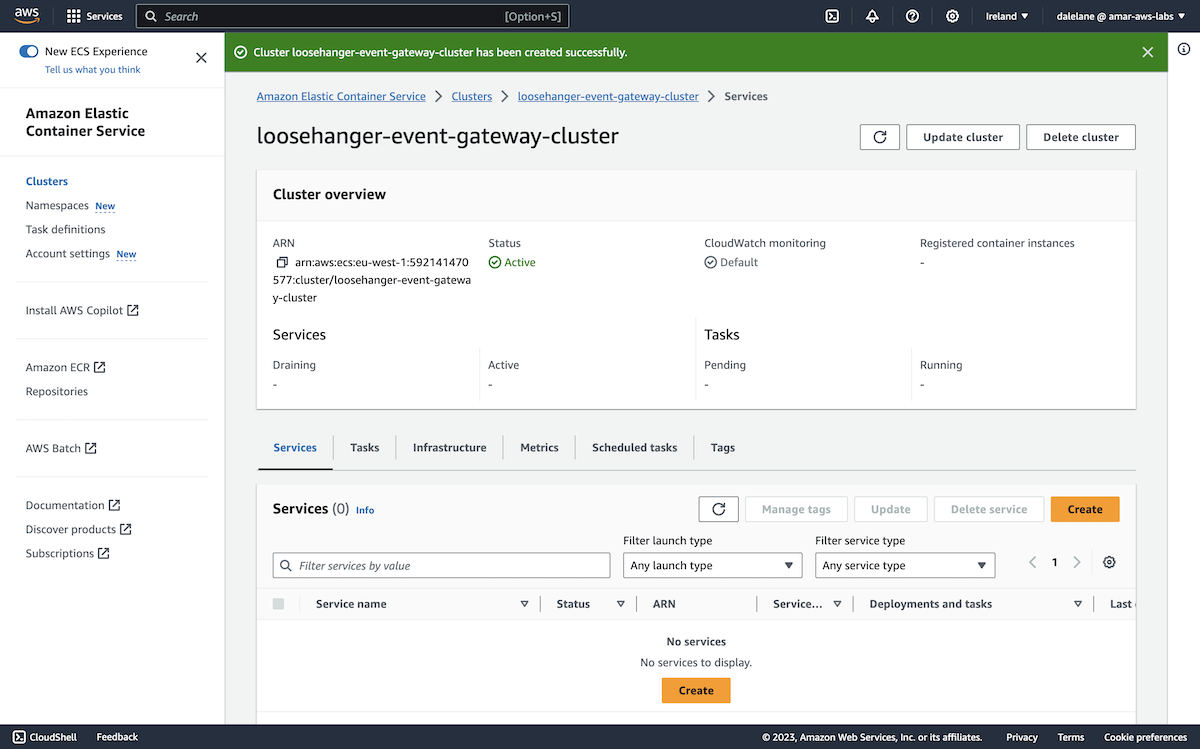 aws Services Search [Option+S] Ireland ▼ dalelane @ amar-aws-labs ▼
New ECS Experience
Tell us what you think
Amazon Elastic
Container Service
Clusters
Namespaces New
Task definitions
Account settings New
Install AWS Copilot
Amazon ECR
Repositories
AWS Batch
Documentation
Discover products
Subscriptions
Cluster loosehanger-event-gateway-cluster has been created successfully.
Amazon Elastic Container Service > Clusters > loosehanger-event-gateway-cluster > Services
loosehanger-event-gateway-cluster
Update cluster Delete cluster
Cluster overview
ARN
arn:aws:ecs:eu-west-1:592141470
577:cluster/loosehanger-event-gatewa
y-cluster
Status
Active
CloudWatch monitoring
Default
Registered container instances
-
Services
Draining
-
Active
-
Tasks
Pending
-
Running
-
Services Tasks Infrastructure Metrics Scheduled tasks Tags
Services (0) Info
Manage tags Update Delete service Create
Filter launch type Filter service type
Filter services by value Any launch type Any service type 1
Service name Status ARN Service... Deployments and tasks Last
No services
No services to display.
Create
CloudShell Feedback © 2023, Amazon Web Services, Inc. or its affiliates. Privacy Terms Cookie preferences